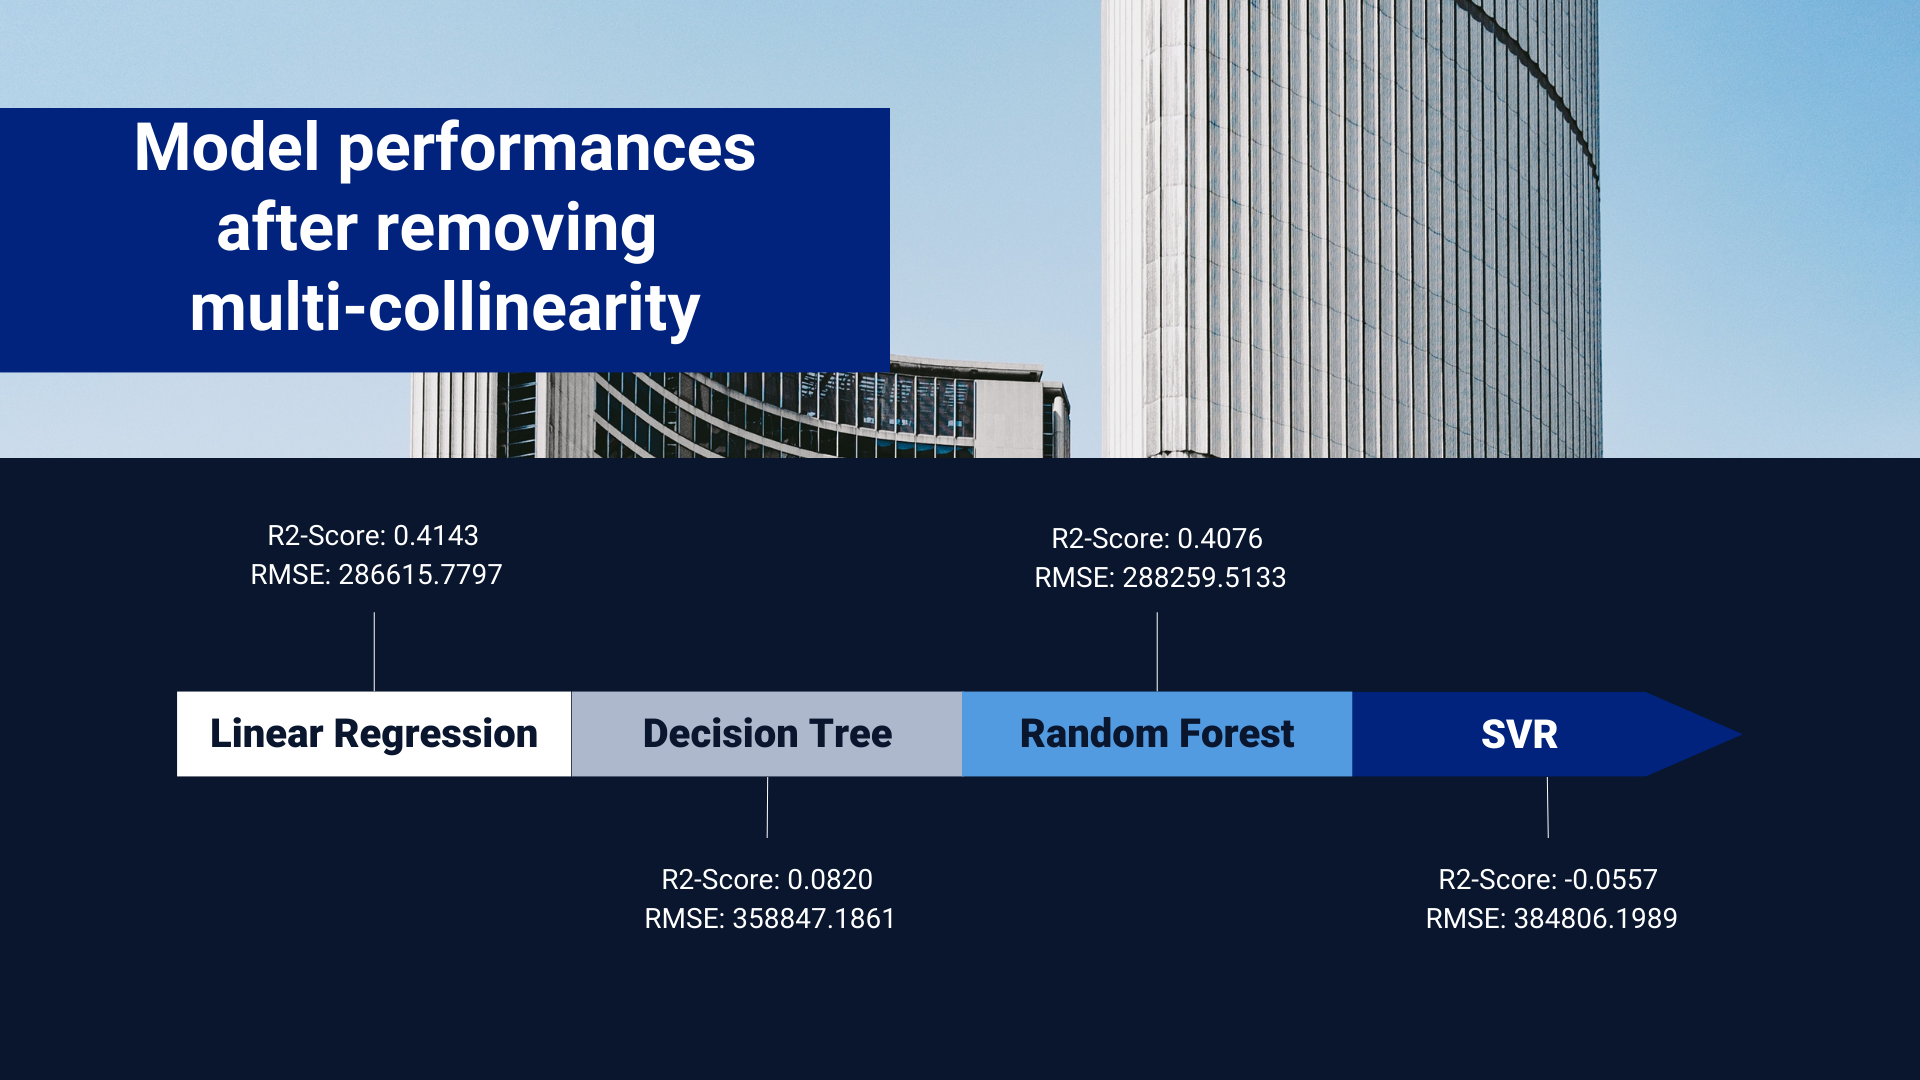 Model performances
after removing
multi-collinearity
R2-Score: 0.4143
RMSE: 286615.7797
R2-Score: 0.4076
RMSE: 288259.5133
Linear Regression
Decision Tree
Random Forest
SVR
R2-Score: 0.0820
RMSE: 358847.1861
R2-Score: -0.0557
RMSE: 384806.1989